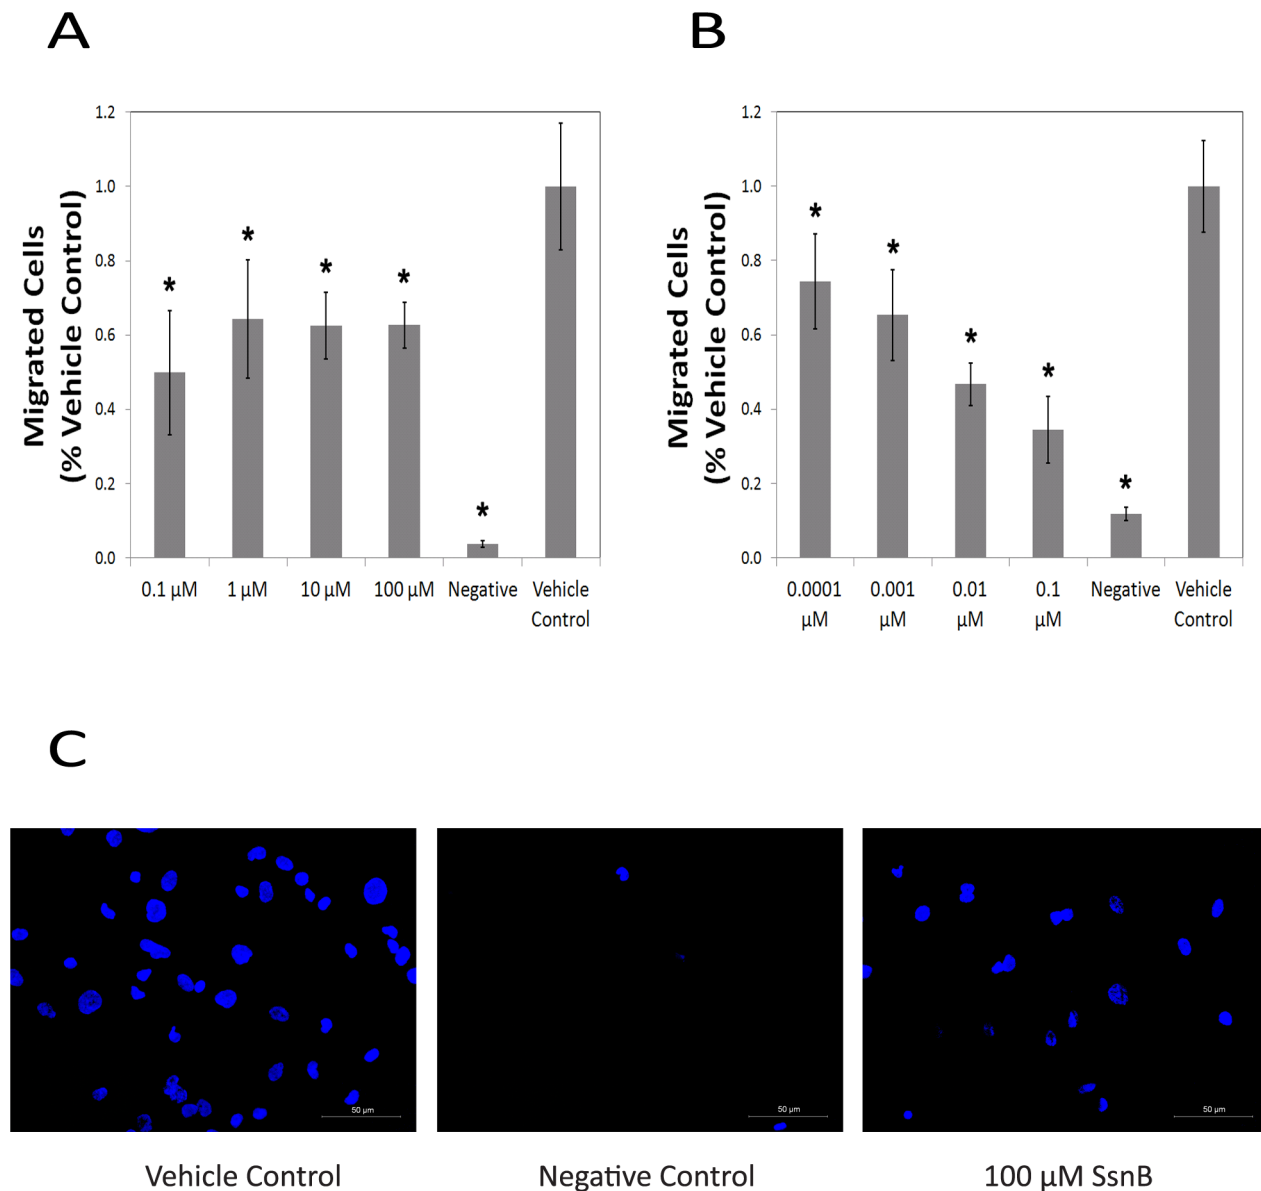 A
B
1.2
1.0
0.8
0.6
0.4
0.2
0.0
Migrated Cells
(% Vehicle Control)
*
*
*
*
*
0.1 µM
1 µM
10 µM
100 µM
Negative
Vehicle
Control
1.2
1.0
0.8
0.6
0.4
0.2
0.0
Migrated Cells
(% Vehicle Control)
*
*
*
*
*
0.0001
µM
0.001
µM
0.01
µM
0.1
µM
Negative
Vehicle
Control
C
50 µm
50 µm
50 µm
Vehicle Control
Negative Control
100 µM SsnB